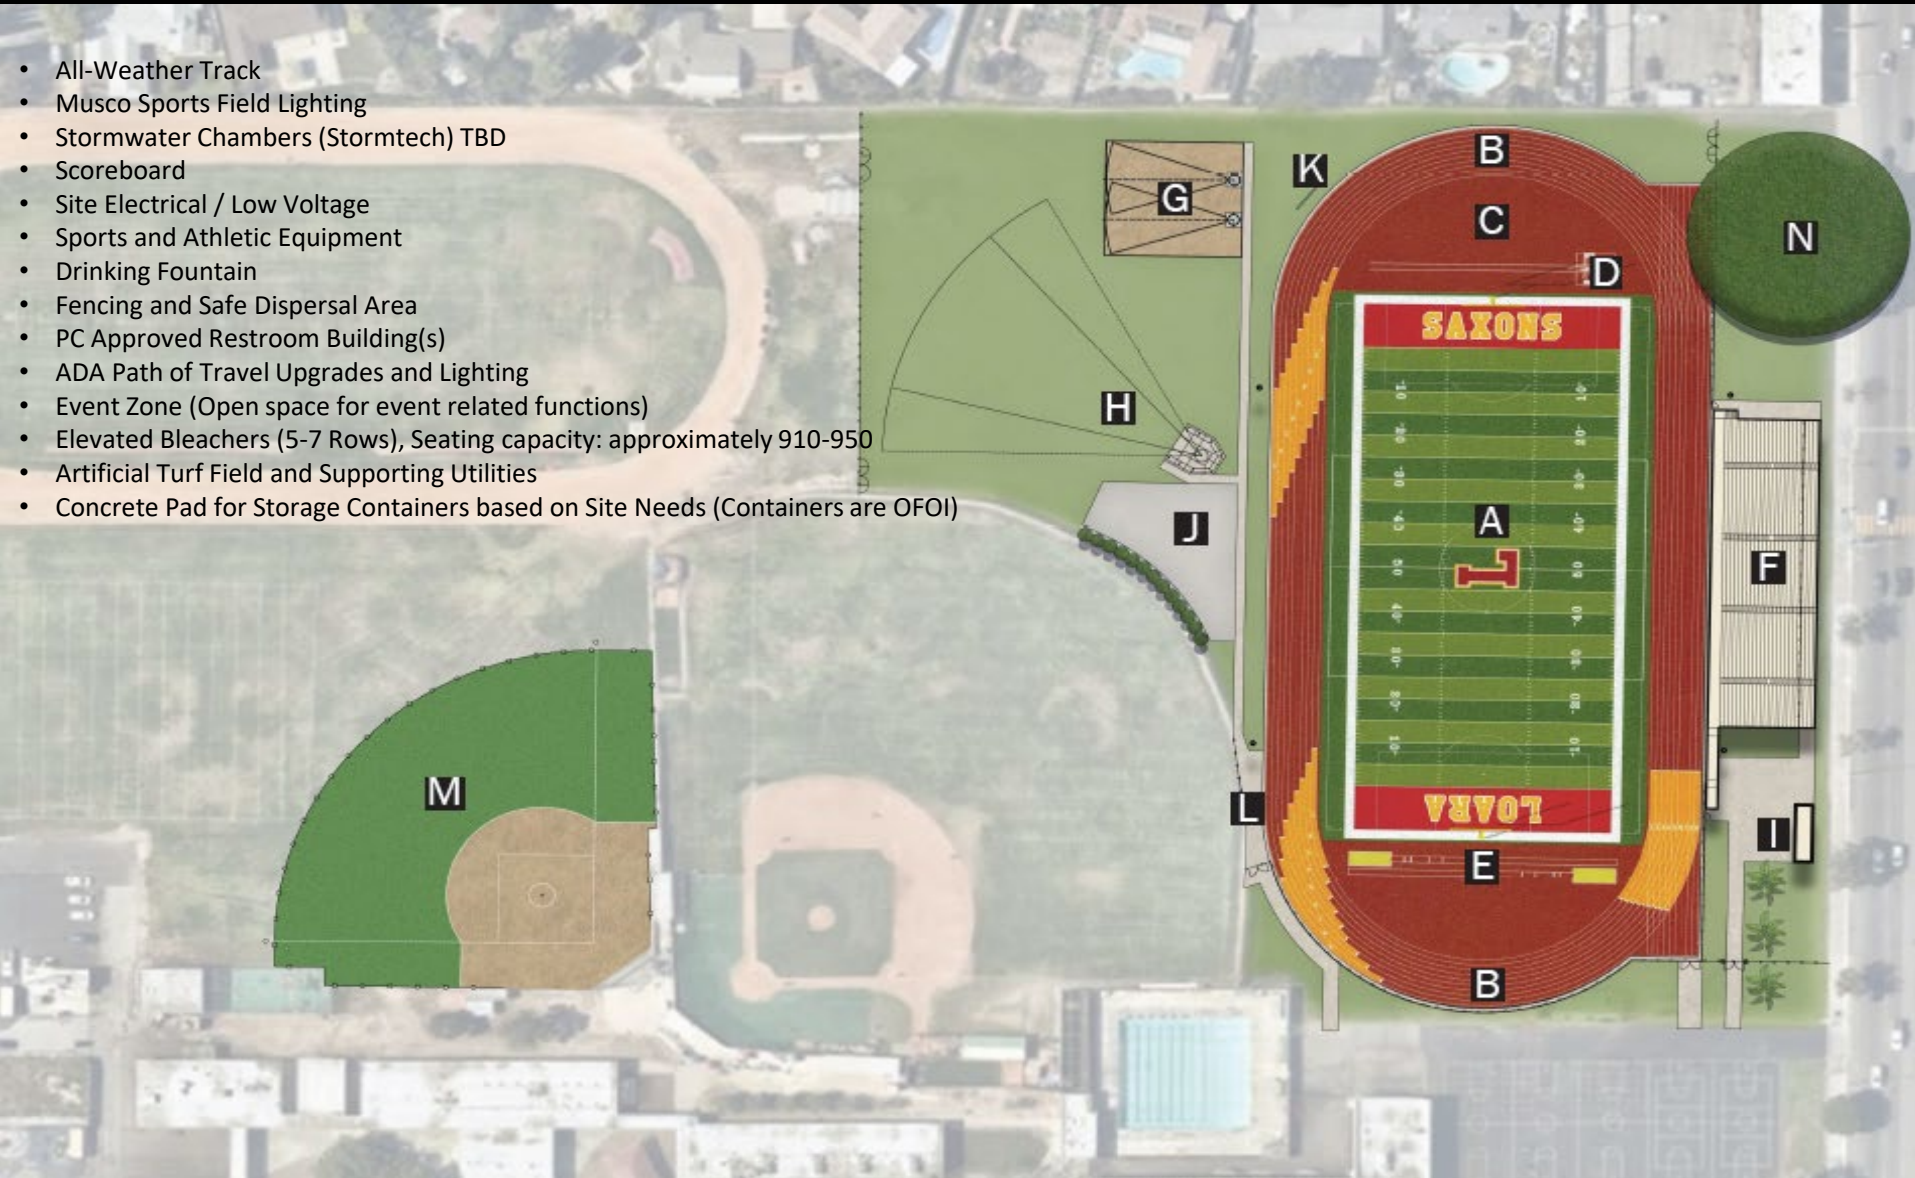 • All-Weather Track
• Musco Sports Field Lighting
• Stormwater Chambers (Stormtech) TBD
• Scoreboard
• Site Electrical / Low Voltage
• Sports and Athletic Equipment
• Drinking Fountain
• Fencing and Safe Dispersal Area
• PC Approved Restroom Building(s)
• ADA Path of Travel Upgrades and Lighting
• Event Zone (Open space for event related functions)
• Elevated Bleachers (5-7 Rows), Seating capacity: approximately 910-950
• Artificial Turf Field and Supporting Utilities
• Concrete Pad for Storage Containers based on Site Needs (Containers are OFOI)
B
K
G
C
N
D
SAXONS
H
A
J
L
F
M
L
LOARA
I
E
B